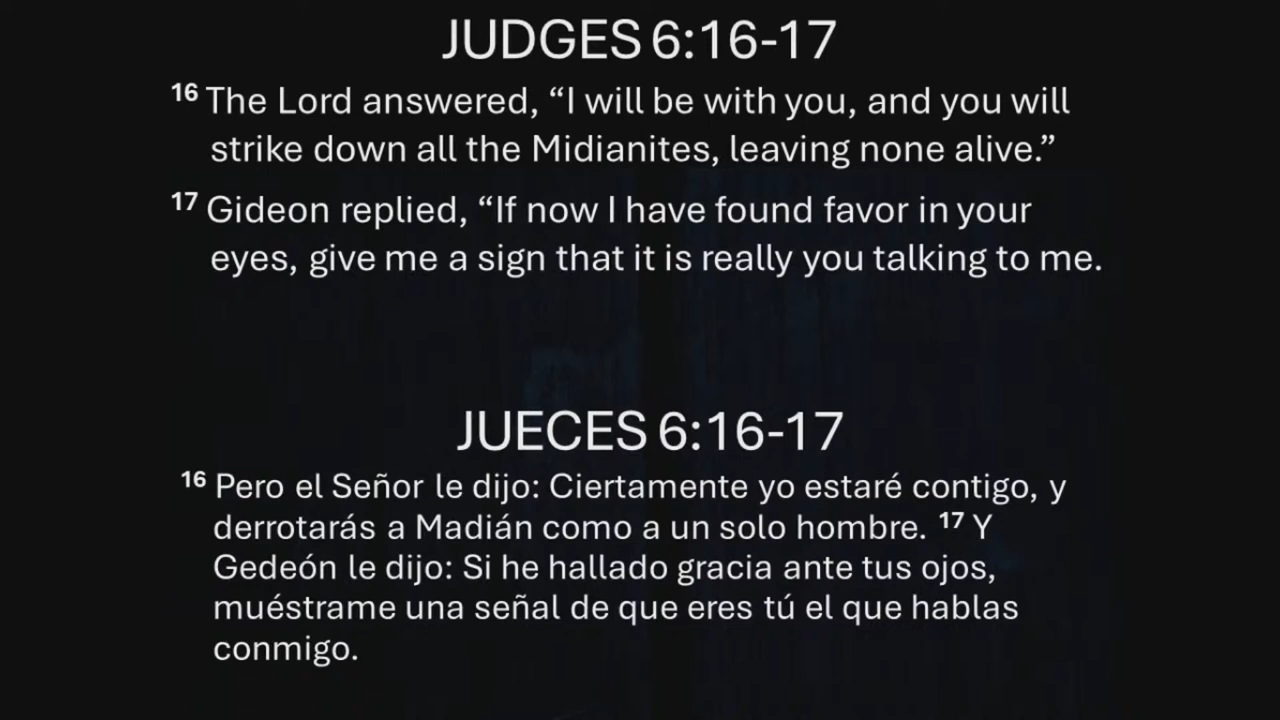 JUDGES 6:16-17
16 The Lord answered, “I will be with you, and you will
strike down all the Midianites, leaving none alive.”
17 Gideon replied, “If now I have found favor in your
eyes, give me a sign that it is really you talking to me.
JUECES 6:16-17
16 Pero el Señor le dijo: Ciertamente yo estaré contigo, y
derrotarás a Madián como a un solo hombre. 17 Y
Gedeón le dijo: Si he hallado gracia ante tus ojos,
muéstrame una señal de que eres tú el que hablas
conmigo.